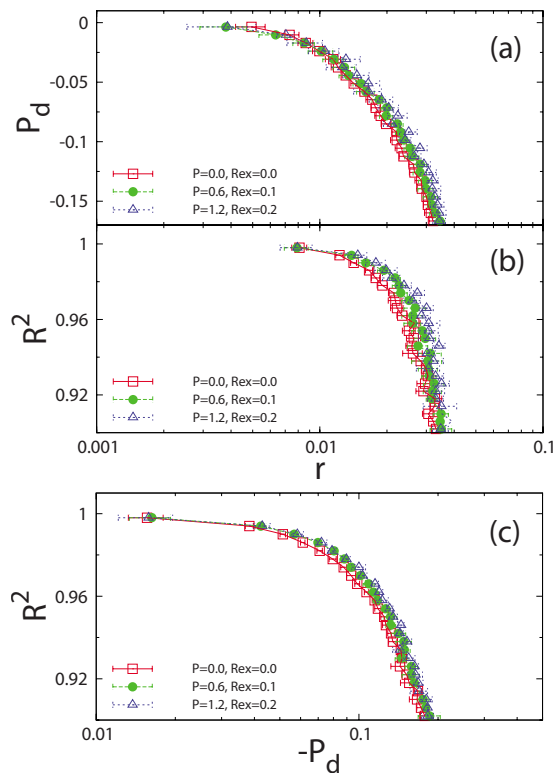 (a)
0
-0.05
-0.1
-0.15
P_d
P=0.0, Rex=0.0
P=0.6, Rex=0.1
P=1.2, Rex=0.2
(b)
1
0.96
0.92
R²
P=0.0, Rex=0.0
P=0.6, Rex=0.1
P=1.2, Rex=0.2
0.001
0.01
0.1
r
(c)
1
0.96
0.92
R²
P=0.0, Rex=0.0
P=0.6, Rex=0.1
P=1.2, Rex=0.2
0.01
0.1
-P_d